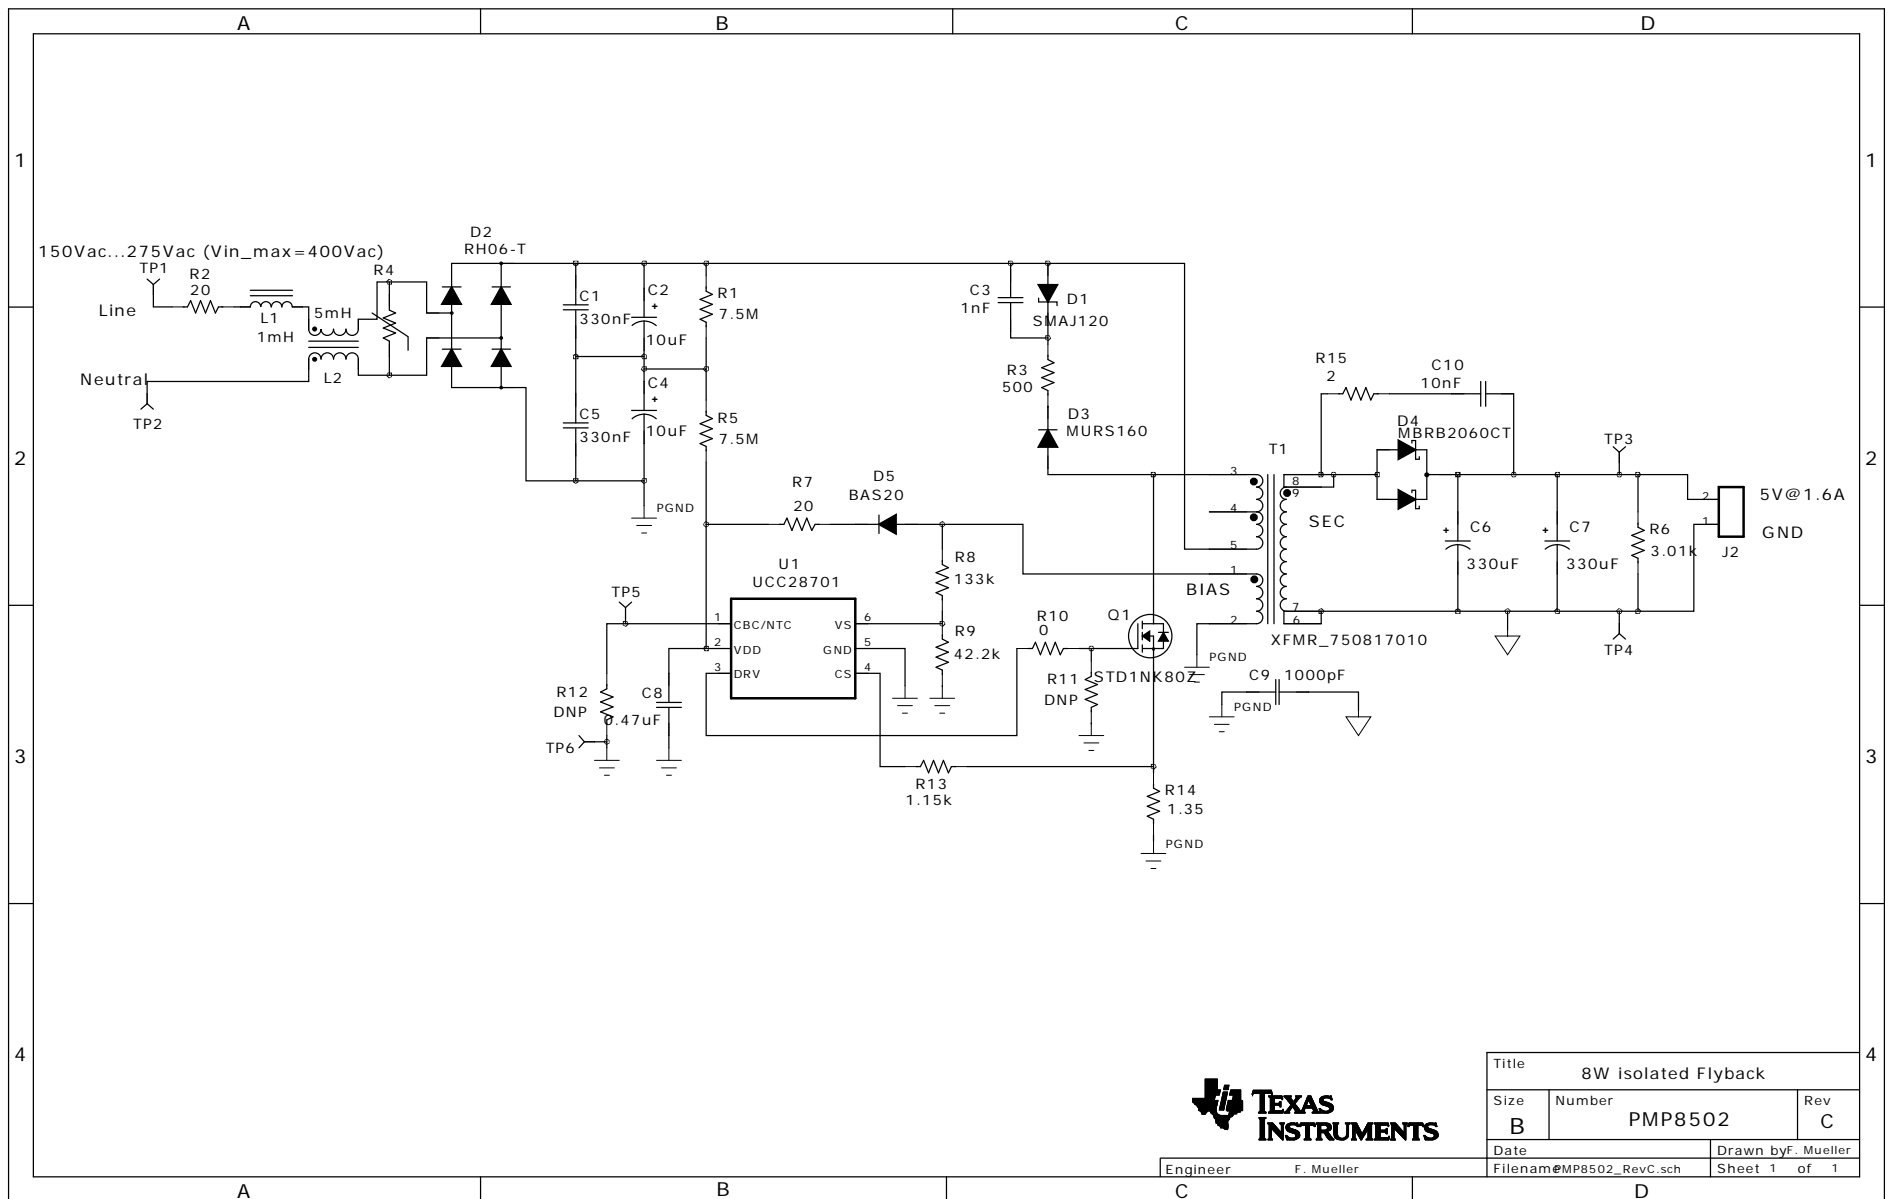 A B C D
1 1
D2
RH06-T
150Vac...275Vac (Vin_max=400Vac)
TP1
R2
20
R4
Line
L1
1mH
5mH
L2
Neutral
TP2
C1
330nF
C2
+
10uF
R1
7.5M
C5
330nF
C4
+
10uF
R5
7.5M
PGND
C3
1nF
D1
SMAJ120
R3
500
D3
MURS160
R15
2
C10
10nF
D4
MBRB2060CT
TP3
2 2
T1
3
4
5
1
2
8
9
7
6
SEC
BIAS
XFMR_750817010
PGND
+ C6
330uF
+ C7
330uF
R6
3.01k
2
1
J2
5V@1.6A
GND
TP4
R7
20
D5
BAS20
R8
133k
R9
42.2k
U1
UCC28701
TP5
1 CBC/NTC VS 6
2 VDD GND 5
3 DRV CS 4
R10
0
Q1
STD1NK80Z
R11
DNP
C9 1000pF
PGND
R12
DNP
C8
0.47uF
TP6
3 3
R13
1.15k
R14
1.35
PGND
4 4
TEXAS
INSTRUMENTS
Title
8W isolated Flyback
Size
B
Number
PMP8502
Rev
C
Date
Drawn by F. Mueller
Engineer F. Mueller
Filename PMP8502_RevC.sch
Sheet 1 of 1
A B C D